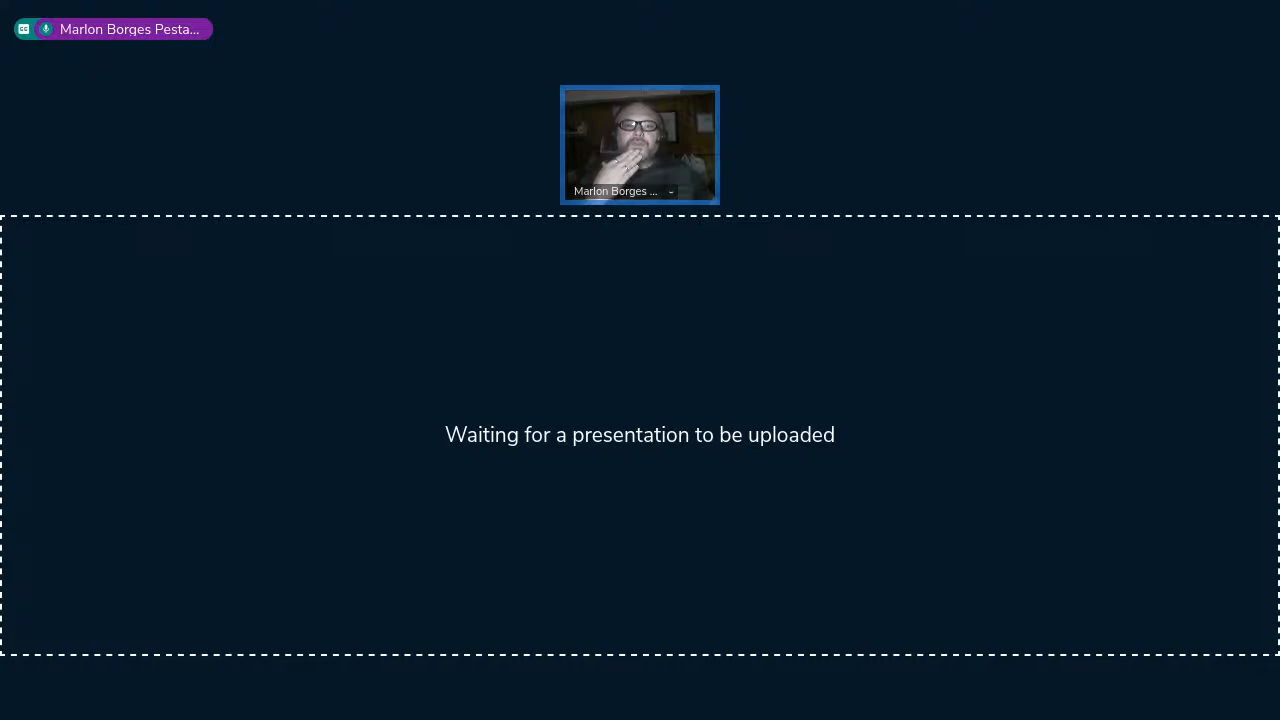 Marlon Borges Pesta...
Marlon Borges ...
Waiting for a presentation to be uploaded